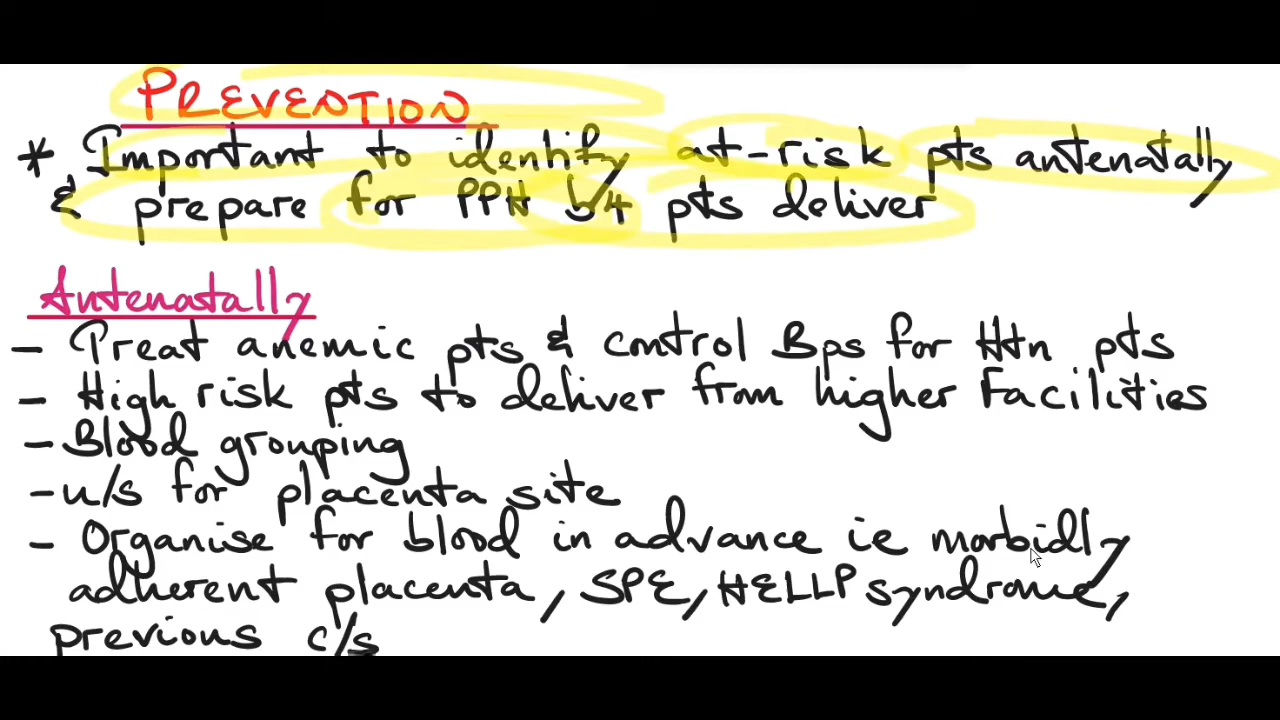 PREVENTION
* Important to identify at-risk pts antenatally
& prepare for PPH b/4 pts deliver
Antenatally
- Treat anemic pts & control Bps for Htn pts
- High risk pts to deliver from higher Facilities
- Blood grouping
- u/s for placenta site
- Organise for blood in advance ie morbidly
adherent placenta, SPE, HELLP syndrome,
previous c/s